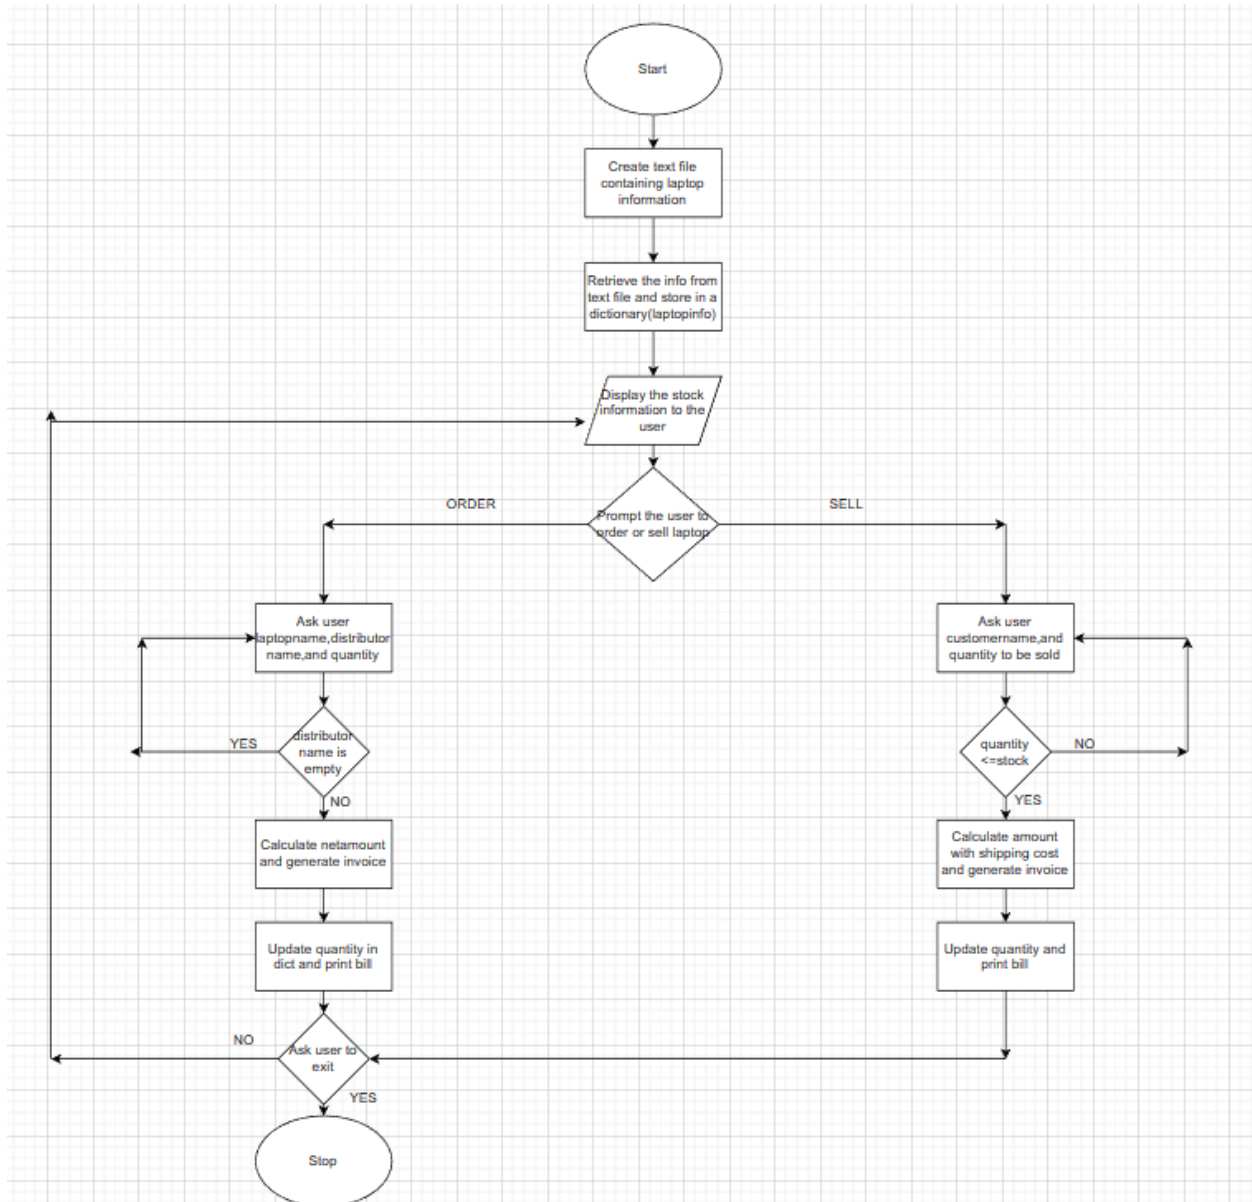 Start
Create text file
containing laptop
information
Retrieve the info from
text file and store in a
dictionary(laptopinfo)
Display the stock
information to the
user
Prompt the user to
order or sell laptop
ORDER
SELL
Ask user
laptopname,distributor
name,and quantity
distributor
name is
empty
YES
NO
Calculate netamount
and generate invoice
Update quantity in
dict and print bill
Ask user
customername,and
quantity to be sold
quantity
<=stock
NO
YES
Calculate amount
with shipping cost
and generate invoice
Update quantity and
print bill
Ask user to
exit
NO
YES
Stop